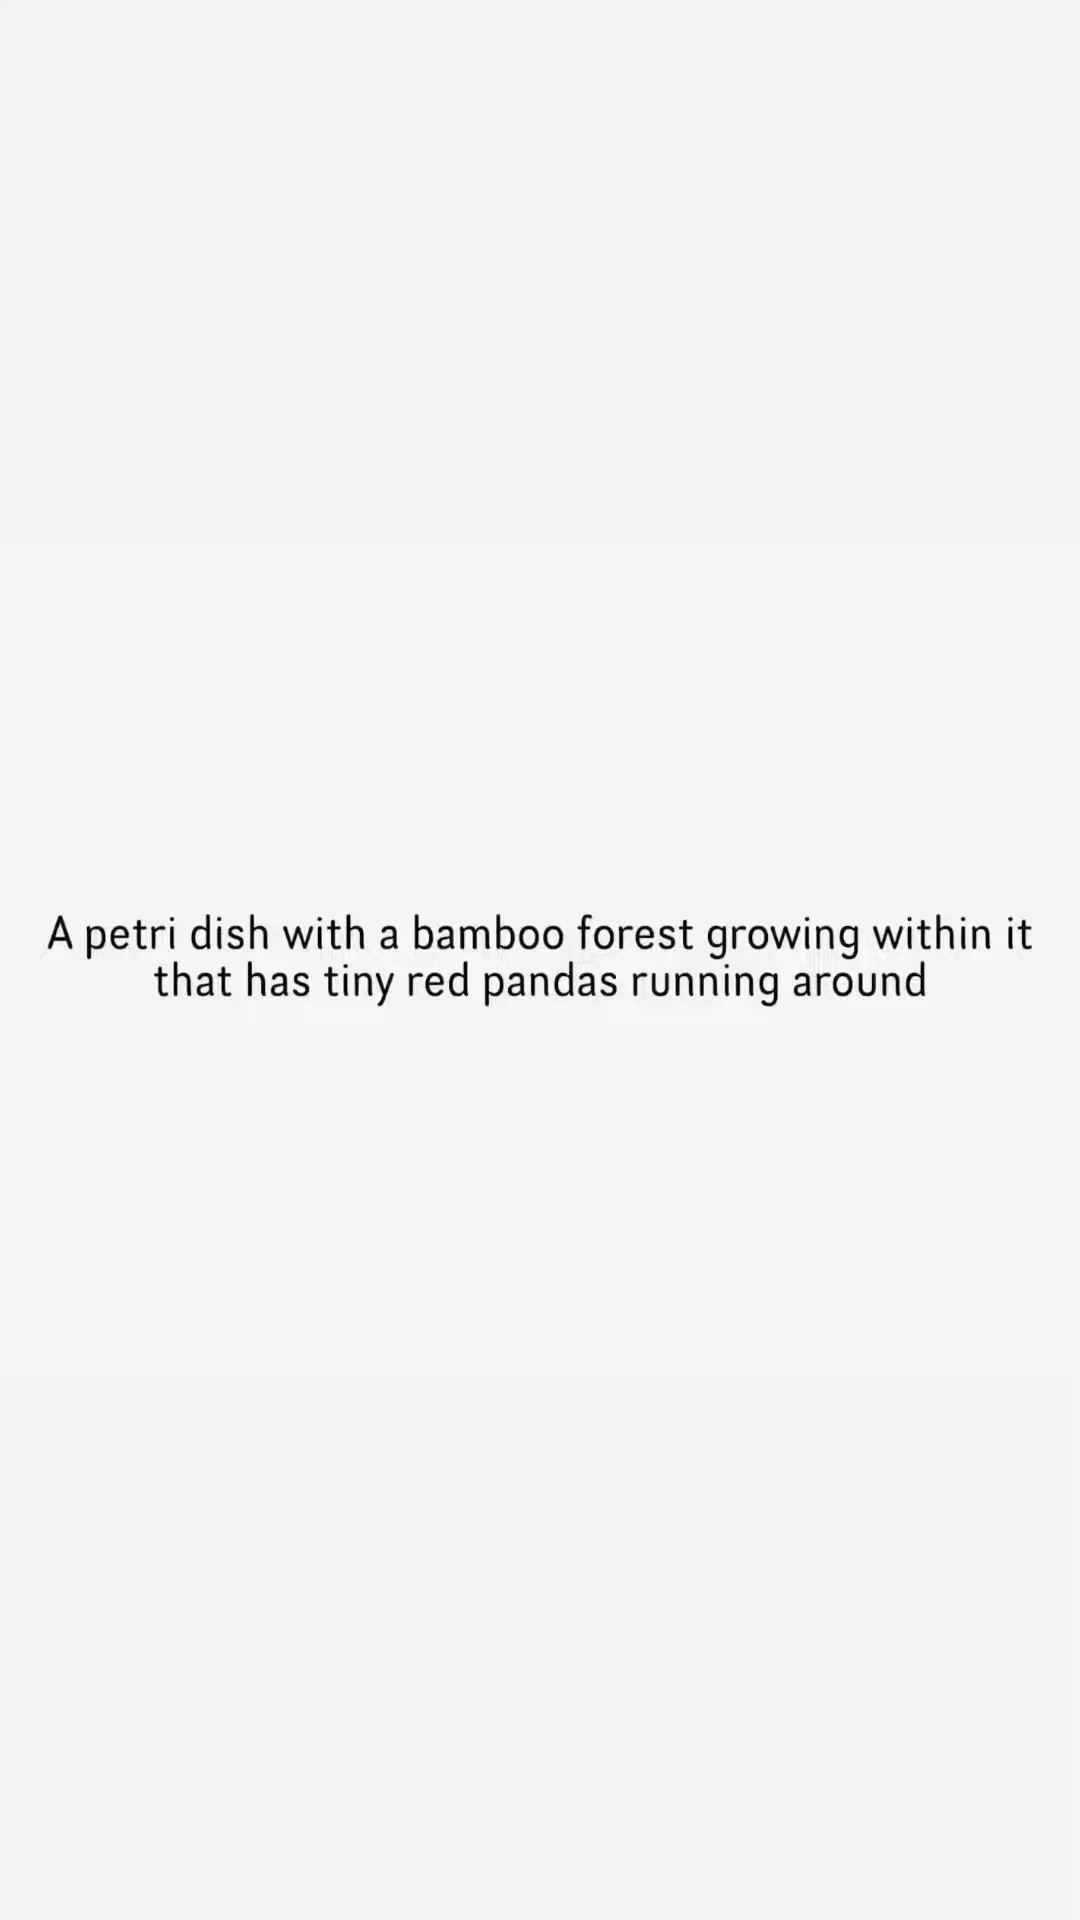 A petri dish with a bamboo forest growing within it
that has tiny red pandas running around